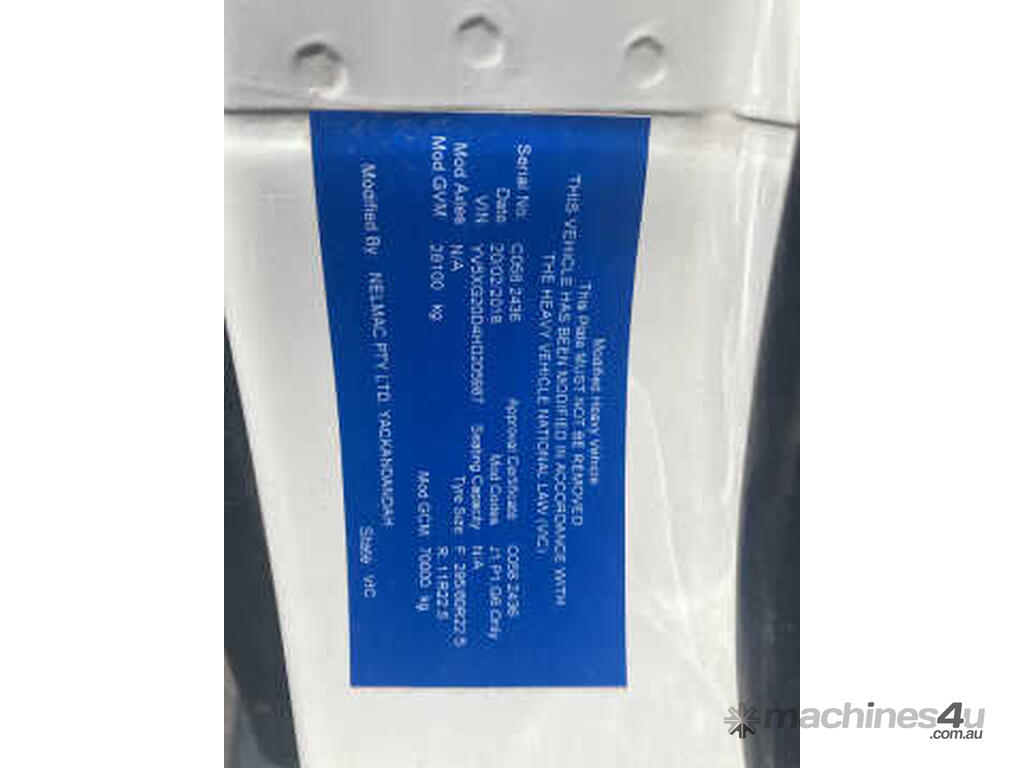 Modified Heavy Vehicle
This Plate MUST NOT BE REMOVED
THIS VEHICLE HAS BEEN MODIFIED IN ACCORDANCE WITH
THE HEAVY VEHICLE NATIONAL LAW (VIC)
Serial No. C058 2436 Approval Certificate C058 2436
Date 20/02/2018 Mod Codes J1 P1 Only
VIN Seating Capacity N/A
Mod Axles N/A Tyre Size F: 295/80R22.5
R: 11R22.5
Mod GVM 28100 kg Mod GCM 70000 kg
Modified By NELMAC PTY LTD. YACKANDANDAH State VIC
machines4u
.com.au